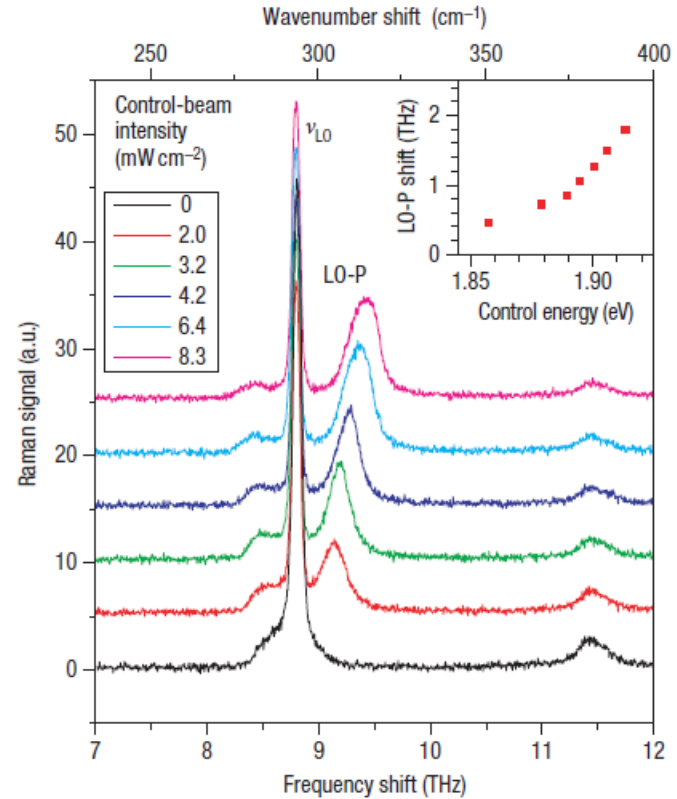 Wavenumber shift (cm⁻¹)
250 300 350 400
Control-beam
intensity
(mW cm⁻²)
0
2.0
3.2
4.2
6.4
8.3
νLO
LO-P
LO-P shift (THz)
2
1
0
1.85 1.90
Control energy (eV)
Raman signal (a.u.)
50
40
30
20
10
0
7 8 9 10 11 12
Frequency shift (THz)